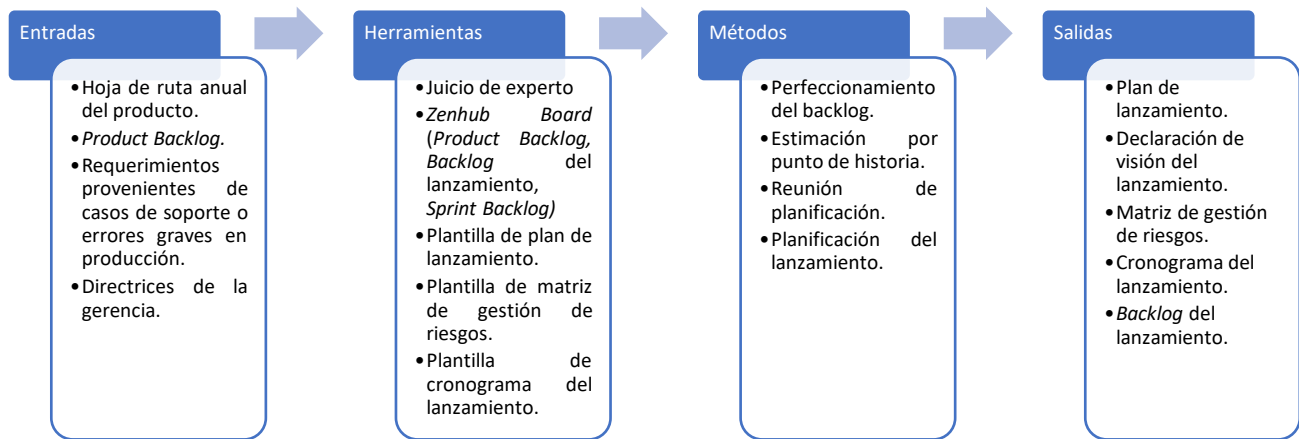 Entradas
•Hoja de ruta anual
del producto.
•Product Backlog.
•Requerimientos
provenientes de
casos de soporte o
errores graves en
producción.
•Directrices de la
gerencia.
Herramientas
•Juicio de experto
•Zenhub Board
(Product Backlog,
Backlog del
lanzamiento,
Sprint Backlog)
•Plantilla de plan de
lanzamiento.
•Plantilla de matriz
de gestión de
riesgos.
•Plantilla de
cronograma del
lanzamiento.
Métodos
•Perfeccionamiento
del backlog.
•Estimación por
punto de historia.
•Reunión de
planificación.
•Planificación del
lanzamiento.
Salidas
•Plan de
lanzamiento.
•Declaración de
visión del
lanzamiento.
•Matriz de gestión
de riesgos.
•Cronograma del
lanzamiento.
•Backlog del
lanzamiento.